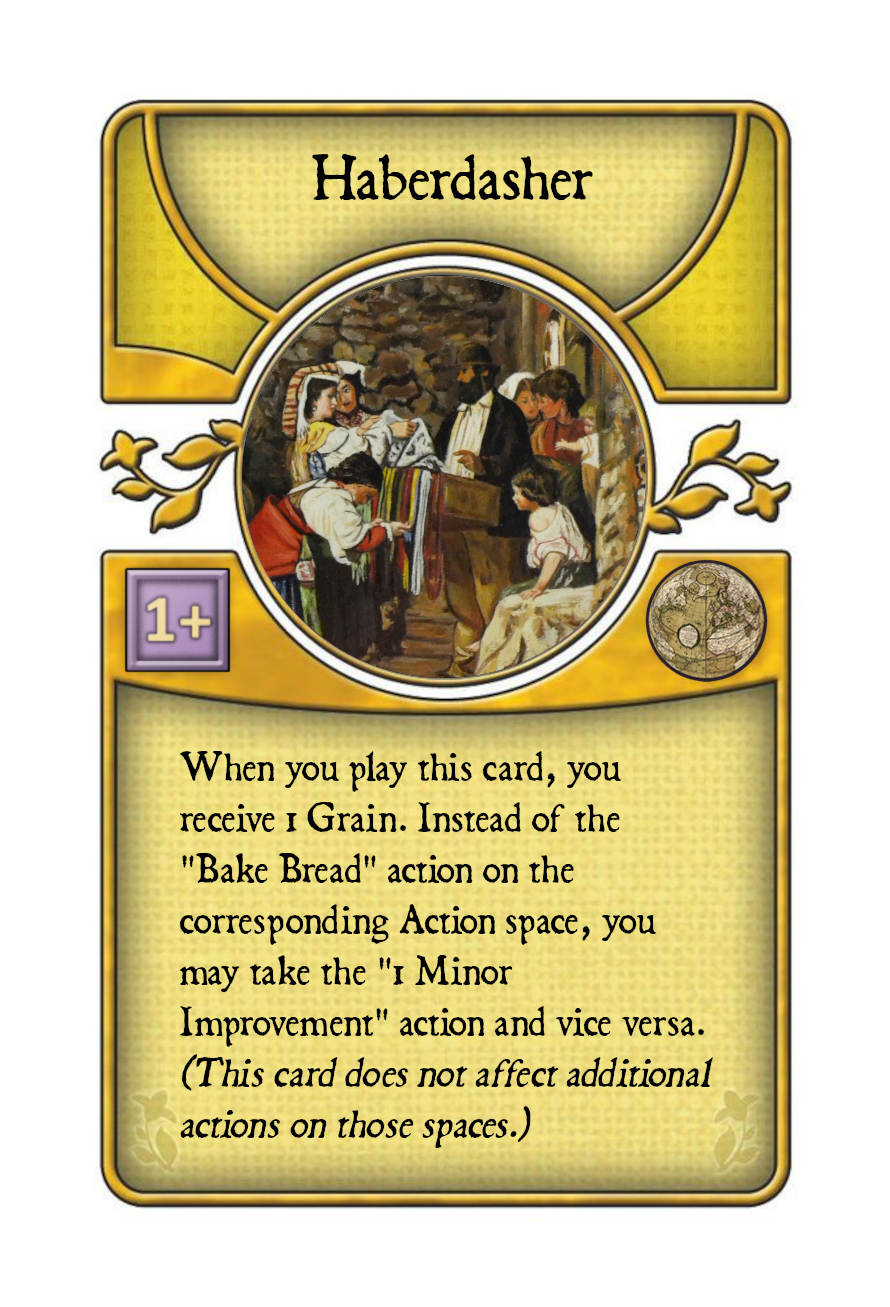 Haberdasher
1+
When you play this card, you
receive 1 Grain. Instead of the
"Bake Bread" action on the
corresponding Action space, you
may take the "1 Minor
Improvement" action and vice versa.
(This card does not affect additional
actions on those spaces.)